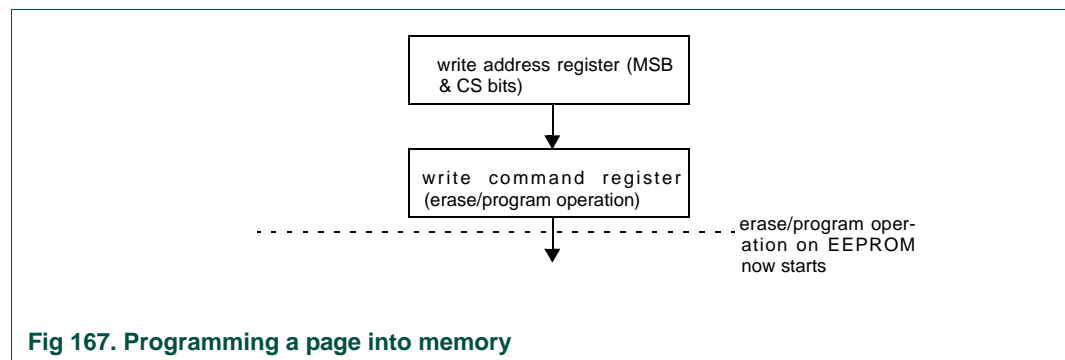 write address register (MSB
& CS bits)
write command register
(erase/program operation)
erase/program oper-
ation on EEPROM
now starts
Fig 167. Programming a page into memory